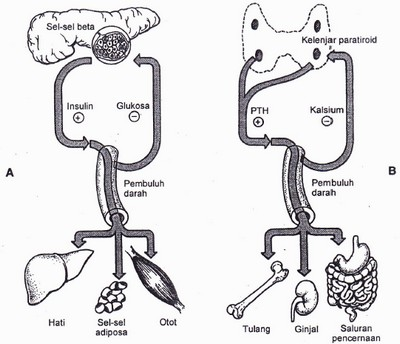 Sel-sel beta
Insulin
+
Glukosa
−
A
Pembuluh
darah
Hati
Sel-sel
adiposa
Otot
Kelenjar paratiroid
PTH
+
Kalsium
−
B
Pembuluh
darah
Tulang
Ginjal
Saluran
pencernaan